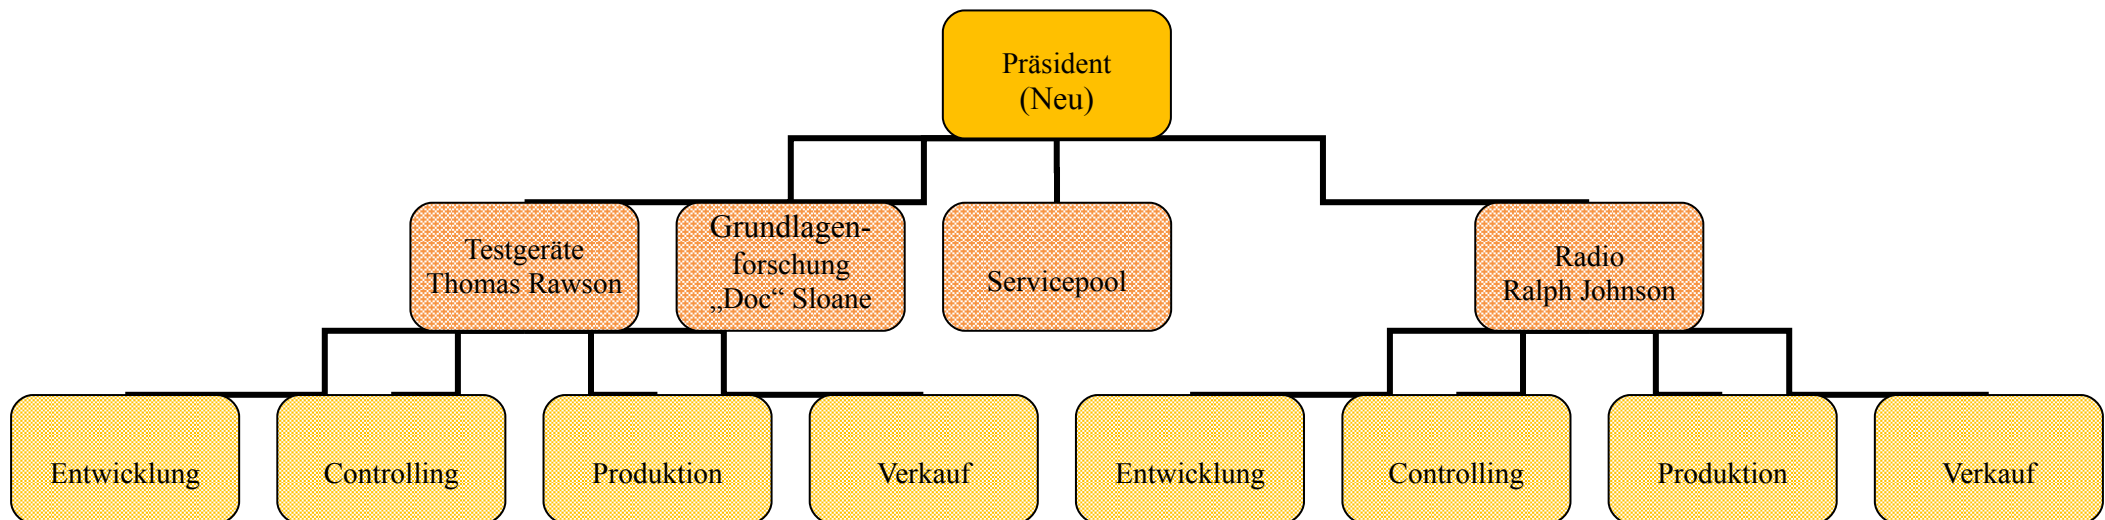 Präsident
(Neu)
Testgeräte
Thomas Rawson
Grundlagen-
forschung
„Doc“ Sloane
Servicepool
Radio
Ralph Johnson
Entwicklung
Controlling
Produktion
Verkauf
Entwicklung
Controlling
Produktion
Verkauf